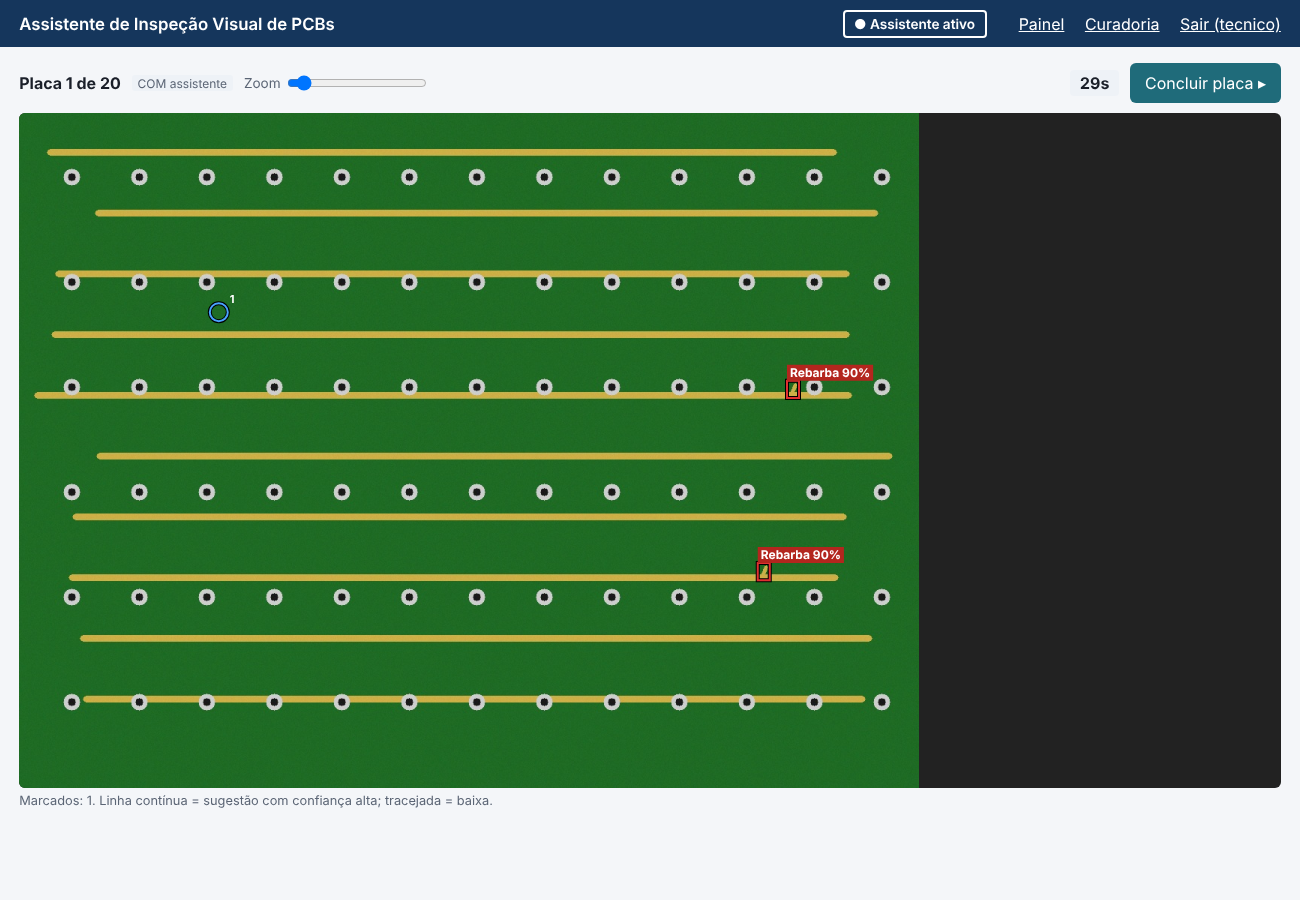 Assistente de Inspeção Visual de PCBs
Assistente ativo
Painel
Curadoria
Sair (tecnico)
Placa 1 de 20
COM assistente
Zoom
29s
Concluir placa ▸
1
Rebarba 90%
Rebarba 90%
Marcados: 1. Linha contínua = sugestão com confiança alta; tracejada = baixa.